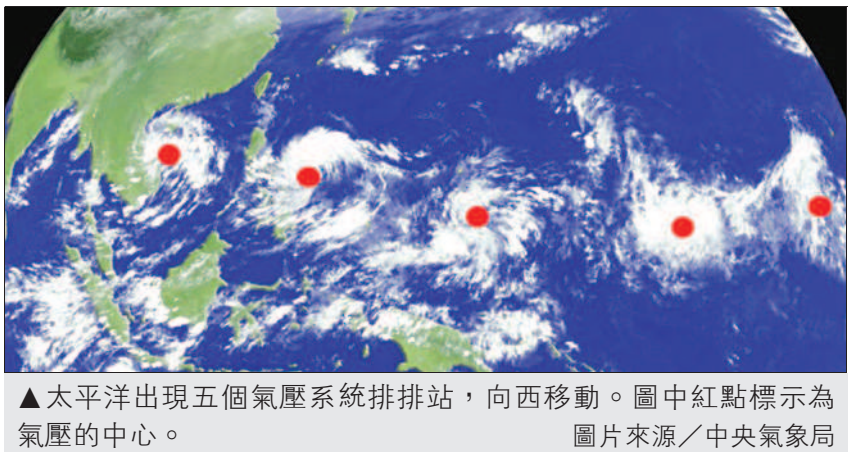 ▲太平洋出現五個氣壓系統排排站，向西移動。圖中紅點標示為
氣壓的中心。 圖片來源／中央氣象局